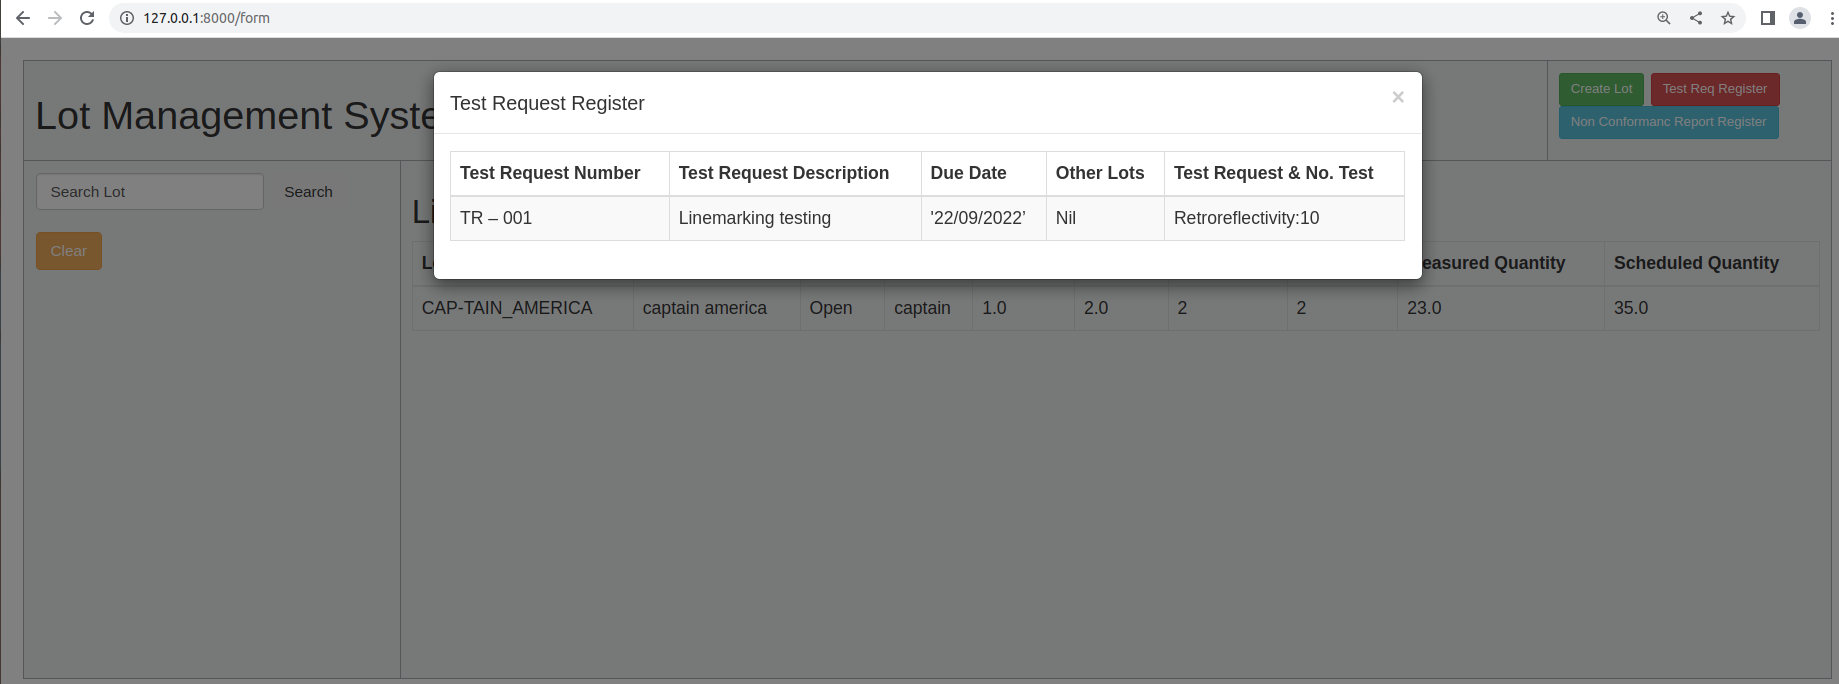 127.0.0.1:8000/form
Lot Management Syste
Create Lot
Test Req Register
Non Conformanc Report Register
Test Request Register
×
Test Request Number Test Request Description Due Date Other Lots Test Request & No. Test
TR – 001 Linemarking testing '22/09/2022’ Nil Retroreflectivity:10
Search Lot
Search
Clear
Li
L easured Quantity Scheduled Quantity
CAP-TAIN_AMERICA captain america Open captain 1.0 2.0 2 2 23.0 35.0